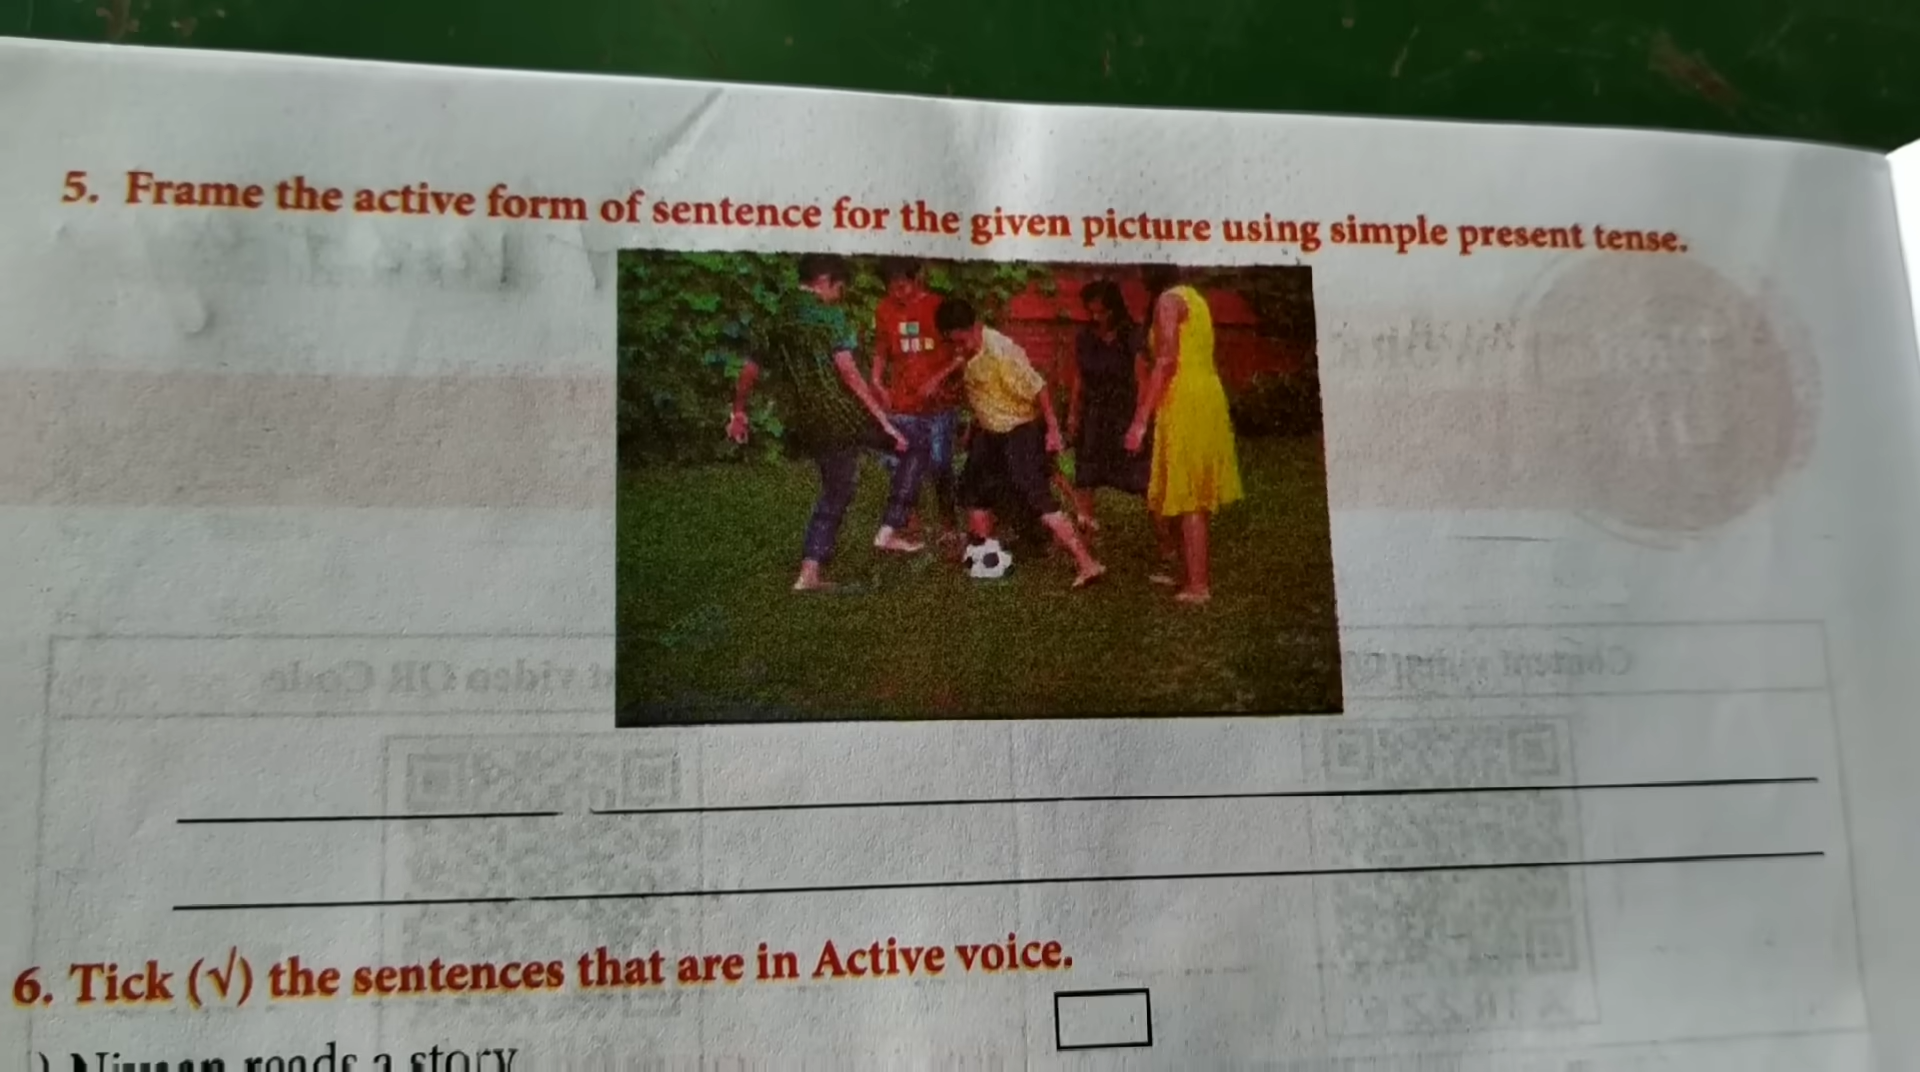 5. Frame the active form of sentence for the given picture using simple present tense.
6. Tick (√) the sentences that are in Active voice.
a story